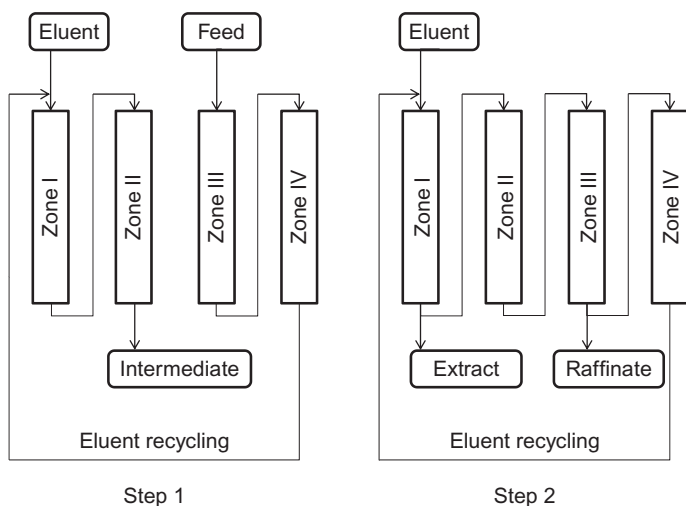 Eluent
Feed
Zone I
Zone II
Zone III
Zone IV
Intermediate
Eluent recycling
Step 1
Eluent
Zone I
Zone II
Zone III
Zone IV
Extract
Raffinate
Eluent recycling
Step 2